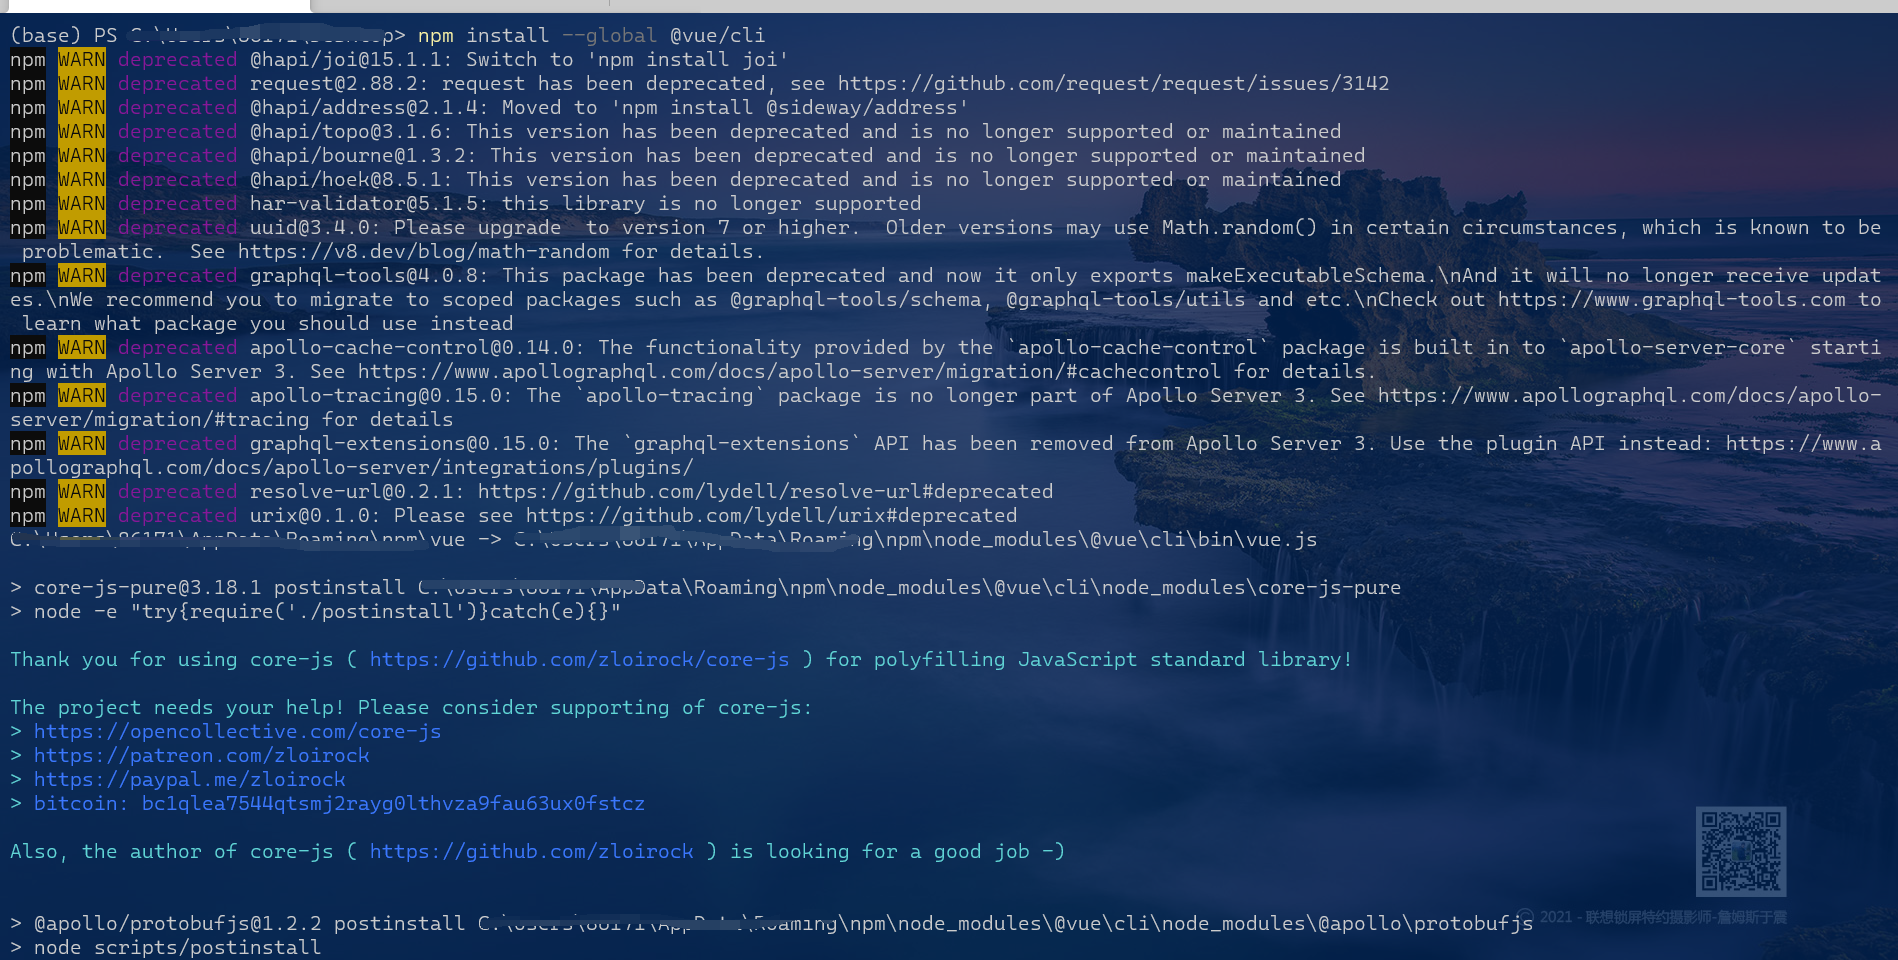 (base) PS C:\Users\86171\Desktop> npm install --global @vue/cli
npm WARN deprecated @hapi/joi@15.1.1: Switch to 'npm install joi'
npm WARN deprecated request@2.88.2: request has been deprecated, see https://github.com/request/request/issues/3142
npm WARN deprecated @hapi/address@2.1.4: Moved to 'npm install @sideway/address'
npm WARN deprecated @hapi/topo@3.1.6: This version has been deprecated and is no longer supported or maintained
npm WARN deprecated @hapi/bourne@1.3.2: This version has been deprecated and is no longer supported or maintained
npm WARN deprecated @hapi/hoek@8.5.1: This version has been deprecated and is no longer supported or maintained
npm WARN deprecated har-validator@5.1.5: this library is no longer supported
npm WARN deprecated uuid@3.4.0: Please upgrade  to version 7 or higher.  Older versions may use Math.random() in certain circumstances, which is known to be
problematic.  See https://v8.dev/blog/math-random for details.
npm WARN deprecated graphql-tools@4.0.8: This package has been deprecated and now it only exports makeExecutableSchema.\nAnd it will no longer receive updat
es.\nWe recommend you to migrate to scoped packages such as @graphql-tools/schema, @graphql-tools/utils and etc.\nCheck out https://www.graphql-tools.com to
learn what package you should use instead
npm WARN deprecated apollo-cache-control@0.14.0: The functionality provided by the `apollo-cache-control` package is built in to `apollo-server-core` starti
ng with Apollo Server 3. See https://www.apollographql.com/docs/apollo-server/migration/#cachecontrol for details.
npm WARN deprecated apollo-tracing@0.15.0: The `apollo-tracing` package is no longer part of Apollo Server 3. See https://www.apollographql.com/docs/apollo-
server/migration/#tracing for details
npm WARN deprecated graphql-extensions@0.15.0: The `graphql-extensions` API has been removed from Apollo Server 3. Use the plugin API instead: https://www.a
pollographql.com/docs/apollo-server/integrations/plugins/
npm WARN deprecated resolve-url@0.2.1: https://github.com/lydell/resolve-url#deprecated
npm WARN deprecated urix@0.1.0: Please see https://github.com/lydell/urix#deprecated
C:\Users\86171\AppData\Roaming\npm\vue -> C:\Users\86171\AppData\Roaming\npm\node_modules\@vue\cli\bin\vue.js
> core-js-pure@3.18.1 postinstall C:\Users\86171\AppData\Roaming\npm\node_modules\@vue\cli\node_modules\core-js-pure
> node -e "try{require('./postinstall')}catch(e){}"
Thank you for using core-js ( https://github.com/zloirock/core-js ) for polyfilling JavaScript standard library!
The project needs your help! Please consider supporting of core-js:
> https://opencollective.com/core-js
> https://patreon.com/zloirock
> https://paypal.me/zloirock
> bitcoin: bc1qlea7544qtsmj2rayg0lthvza9fau63ux0fstcz
Also, the author of core-js ( https://github.com/zloirock ) is looking for a good job -)
> @apollo/protobufjs@1.2.2 postinstall C:\Users\86171\AppData\Roaming\npm\node_modules\@vue\cli\node_modules\@apollo\protobufjs
> node scripts/postinstall
© 2021 - 联想锁屏特约摄影师-詹姆斯于震